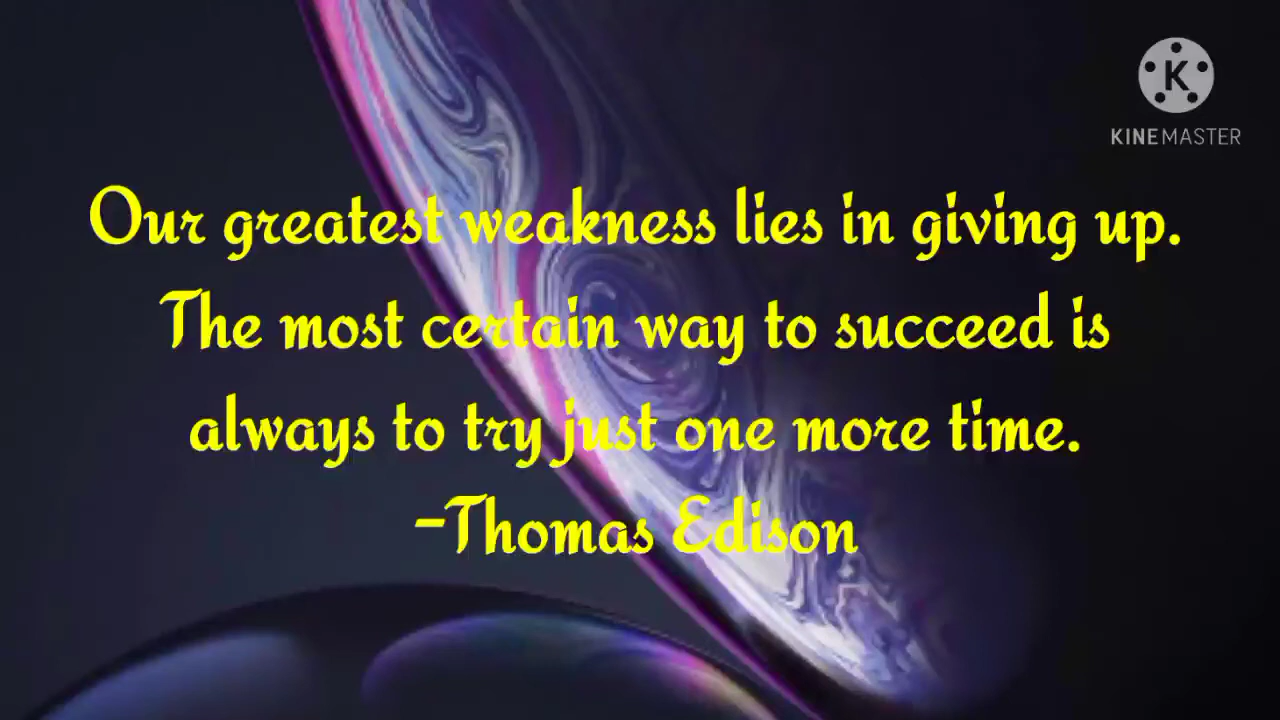 K
KINEMASTER
Our greatest weakness lies in giving up.
The most certain way to succeed is
always to try just one more time.
-Thomas Edison